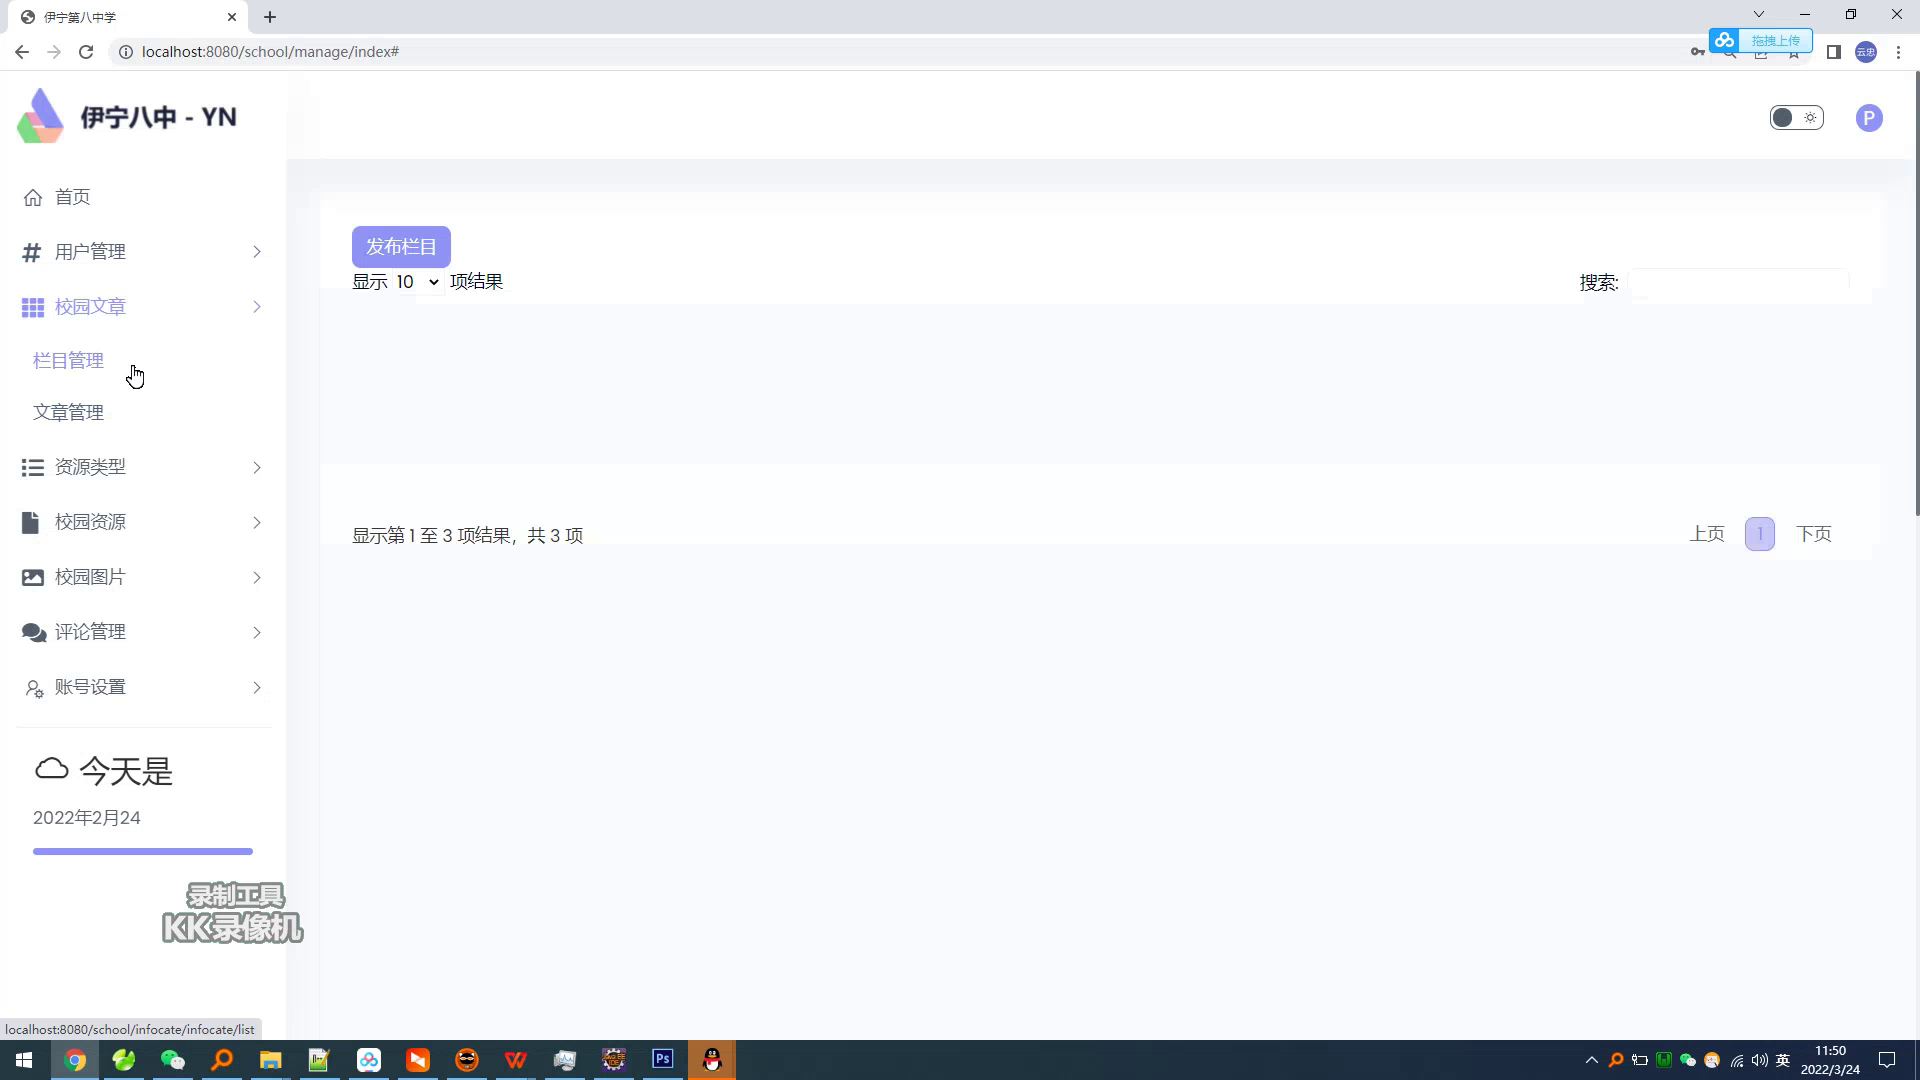 伊宁第八中学
localhost:8080/school/manage/index#
拖拽上传
云忠
伊宁八中 - YN
P
首页
用户管理
校园文章
栏目管理
文章管理
资源类型
校园资源
校园图片
评论管理
账号设置
今天是
2022年2月24
发布栏目
显示 10 项结果
搜索:
显示第 1 至 3 项结果，共 3 项
上页 1 下页
录制工具
KK录像机
localhost:8080/school/infocate/infocate/list
Ps
英
11:50
2022/3/24